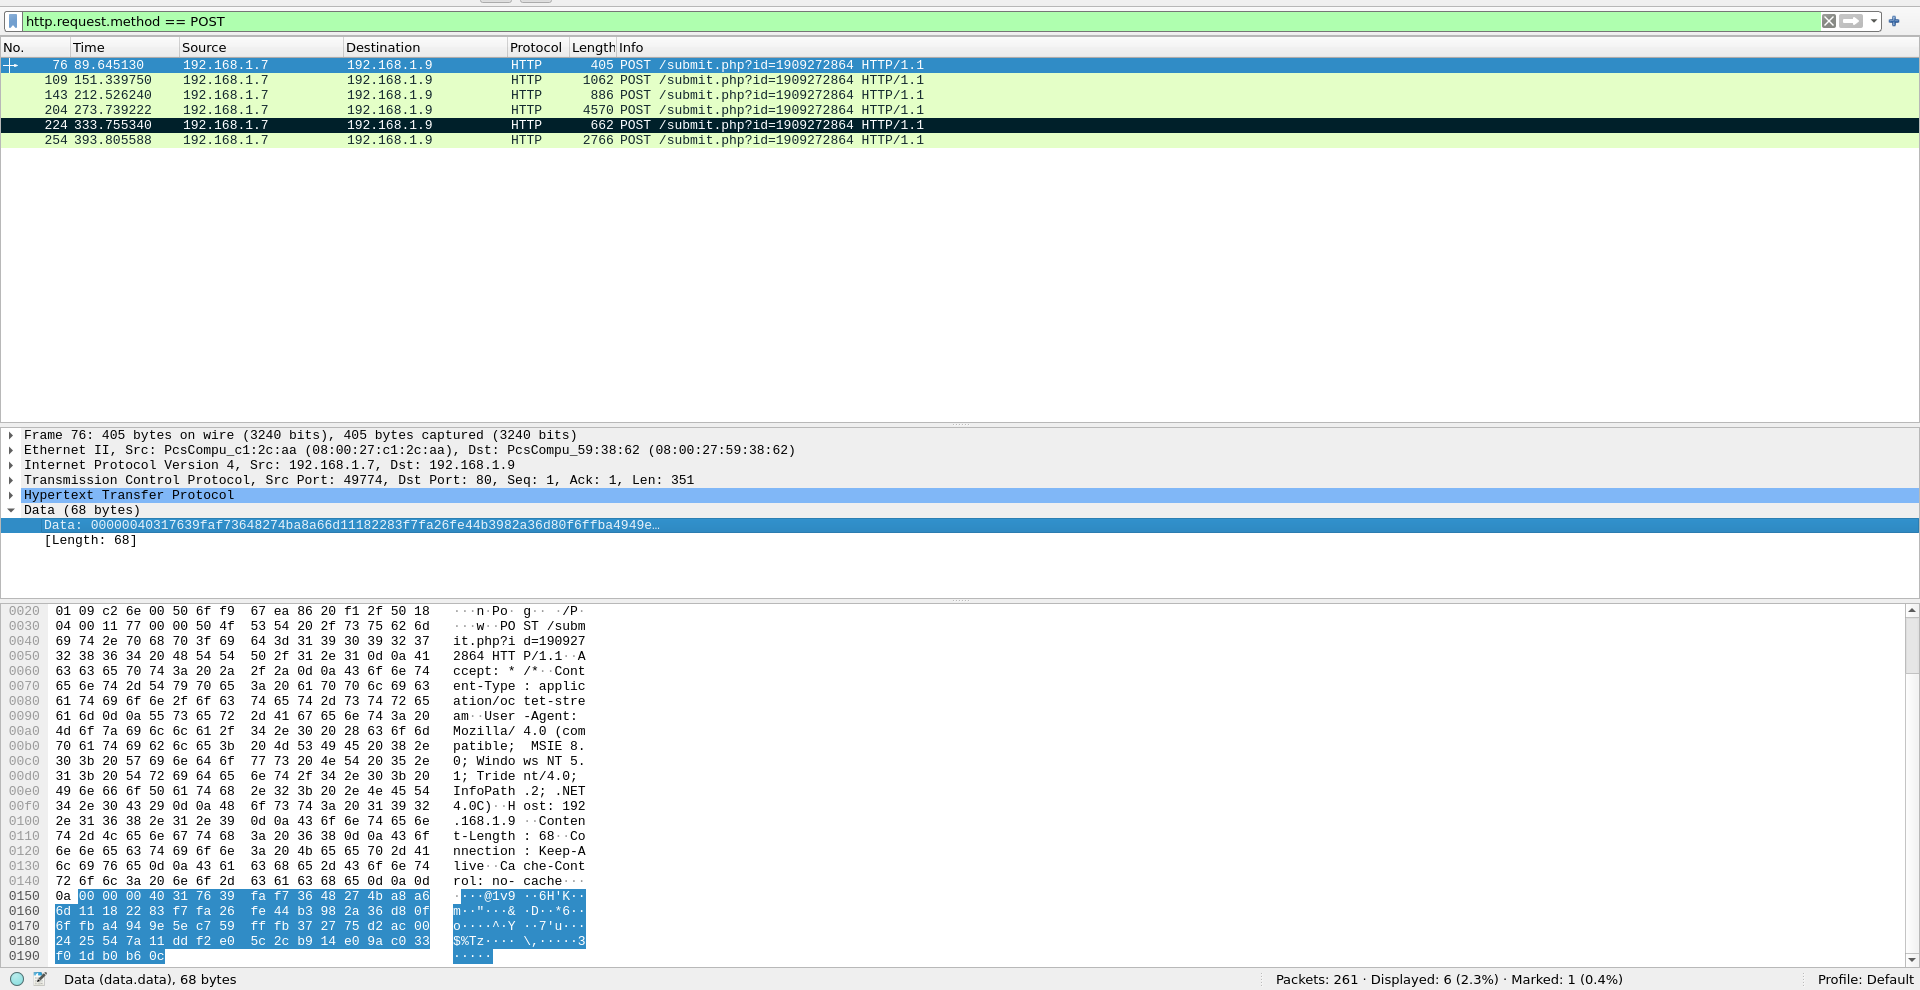 http.request.method == POST
No. Time Source Destination Protocol Length Info
76 89.645130 192.168.1.7 192.168.1.9 HTTP 405 POST /submit.php?id=1909272864 HTTP/1.1
109 151.339750 192.168.1.7 192.168.1.9 HTTP 1062 POST /submit.php?id=1909272864 HTTP/1.1
143 212.526240 192.168.1.7 192.168.1.9 HTTP 886 POST /submit.php?id=1909272864 HTTP/1.1
204 273.739222 192.168.1.7 192.168.1.9 HTTP 4570 POST /submit.php?id=1909272864 HTTP/1.1
224 333.755340 192.168.1.7 192.168.1.9 HTTP 662 POST /submit.php?id=1909272864 HTTP/1.1
254 393.805588 192.168.1.7 192.168.1.9 HTTP 2766 POST /submit.php?id=1909272864 HTTP/1.1
Frame 76: 405 bytes on wire (3240 bits), 405 bytes captured (3240 bits)
Ethernet II, Src: PcsCompu_c1:2c:aa (08:00:27:c1:2c:aa), Dst: PcsCompu_59:38:62 (08:00:27:59:38:62)
Internet Protocol Version 4, Src: 192.168.1.7, Dst: 192.168.1.9
Transmission Control Protocol, Src Port: 49774, Dst Port: 80, Seq: 1, Ack: 1, Len: 351
Hypertext Transfer Protocol
Data (68 bytes)
Data: 00000040317639faf73648274ba8a66d11182283f7fa26fe44b3982a36d80f6ffba4949e…
[Length: 68]
0020 01 09 c2 6e 00 50 6f f9 67 ea 86 20 f1 2f 50 18 ···n·Po· g·· ·/P·
0030 04 00 11 77 00 00 50 4f 53 54 20 2f 73 75 62 6d ···w··PO ST /subm
0040 69 74 2e 70 68 70 3f 69 64 3d 31 39 30 39 32 37 it.php?i d=190927
0050 32 38 36 34 20 48 54 54 50 2f 31 2e 31 0d 0a 41 2864 HTT P/1.1··A
0060 63 63 65 70 74 3a 20 2a 2f 2a 0d 0a 43 6f 6e 74 ccept: * /*··Cont
0070 65 6e 74 2d 54 79 70 65 3a 20 61 70 70 6c 69 63 ent-Type : applic
0080 61 74 69 6f 6e 2f 6f 63 74 65 74 2d 73 74 72 65 ation/oc tet-stre
0090 61 6d 0d 0a 55 73 65 72 2d 41 67 65 6e 74 3a 20 am··User -Agent:
00a0 4d 6f 7a 69 6c 6c 61 2f 34 2e 30 20 28 63 6f 6d Mozilla/ 4.0 (com
00b0 70 61 74 69 62 6c 65 3b 20 4d 53 49 45 20 38 2e patible; MSIE 8.
00c0 30 3b 20 57 69 6e 64 6f 77 73 20 4e 54 20 35 2e 0; Windo ws NT 5.
00d0 31 3b 20 54 72 69 64 65 6e 74 2f 34 2e 30 3b 20 1; Tride nt/4.0;
00e0 49 6e 66 6f 50 61 74 68 2e 32 3b 20 2e 4e 45 54 InfoPath .2; .NET
00f0 34 2e 30 43 29 0d 0a 48 6f 73 74 3a 20 31 39 32 4.0C)··H ost: 192
0100 2e 31 36 38 2e 31 2e 39 0d 0a 43 6f 6e 74 65 6e .168.1.9 ··Conten
0110 74 2d 4c 65 6e 67 74 68 3a 20 36 38 0d 0a 43 6f t-Length : 68··Co
0120 6e 6e 65 63 74 69 6f 6e 3a 20 4b 65 65 70 2d 41 nnection : Keep-A
0130 6c 69 76 65 0d 0a 43 61 63 68 65 2d 43 6f 6e 74 live··Ca che-Cont
0140 72 6f 6c 3a 20 6e 6f 2d 63 61 63 68 65 0d 0a 0d rol: no- cache···
0150 0a 00 00 00 40 31 76 39 fa f7 36 48 27 4b a8 a6 ····@1v9 ··6H'K··
0160 6d 11 18 22 83 f7 fa 26 fe 44 b3 98 2a 36 d8 0f m··"···& ·D··*6··
0170 6f fb a4 94 9e 5e c7 59 ff fb 37 27 75 d2 ac 00 o····^·Y ··7'u···
0180 24 25 54 7a 11 dd f2 e0 5c 2c b9 14 e0 9a c0 33 $%Tz···· \,·····3
0190 f0 1d b0 b6 0c ·····
Data (data.data), 68 bytes Packets: 261 · Displayed: 6 (2.3%) · Marked: 1 (0.4%) Profile: Default